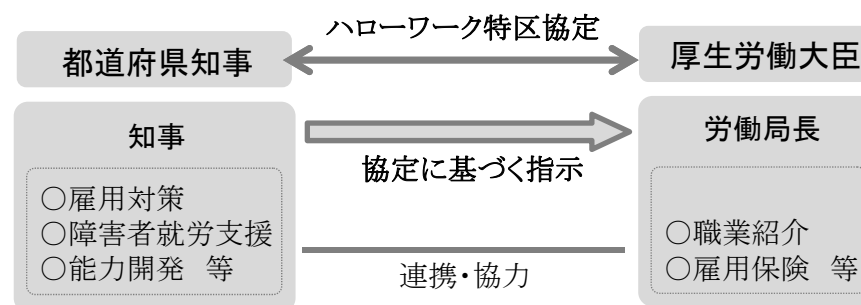 ハローワーク特区協定
都道府県知事
厚生労働大臣
知事
労働局長
協定に基づく指示
○雇用対策
○障害者就労支援
○能力開発 等
○職業紹介
○雇用保険 等
連携・協力